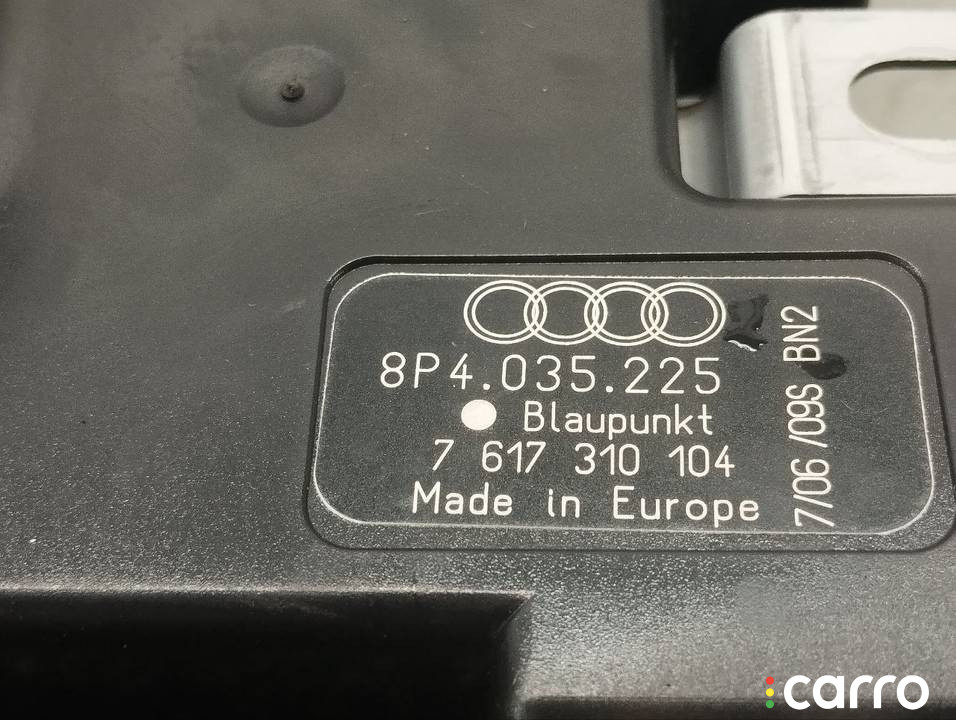 8P4.035.225
Blaupunkt
7 617 310 104
Made in Europe
7/06 /09S BN2
carro